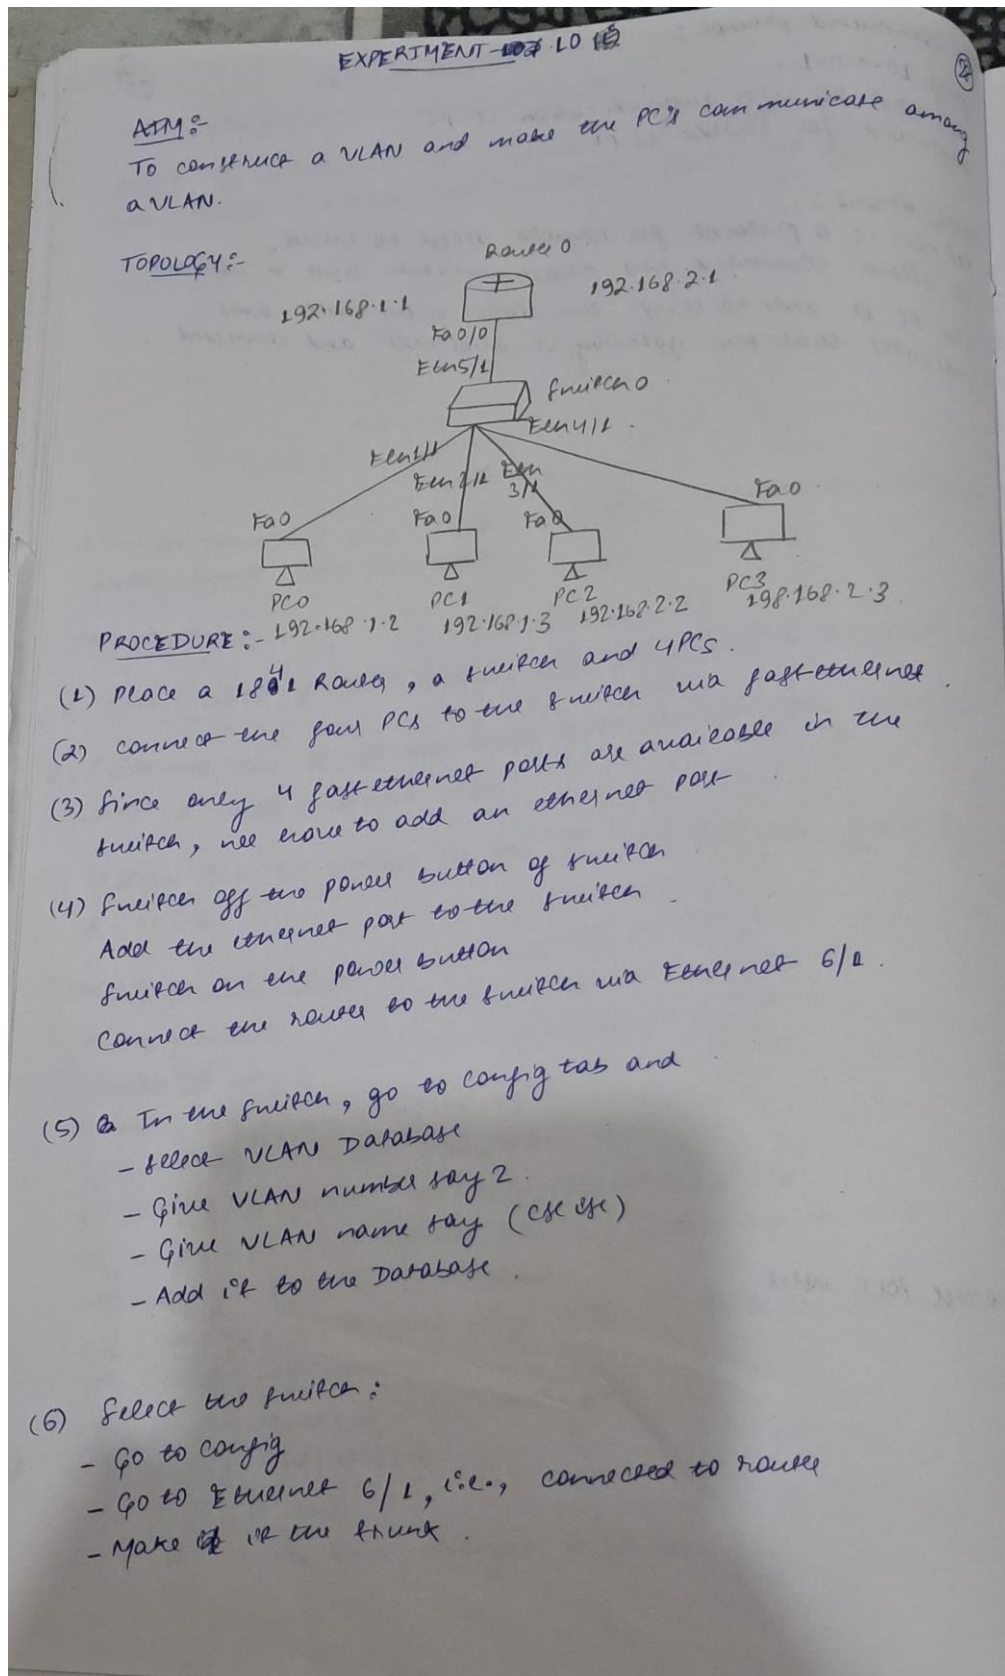 EXPERIMENT - 10
2
AIM:-
To construct a VLAN and make the PC's communicate among
a VLAN.
TOPOLOGY:-
Router 0
192.168.1.1
192.168.2.1
Fa0/0
Eth5/1
Switch 0
Eth4/1
Eth1/1
Eth2/1
Eth
3/1
Fa0
Fa0
Fa0
Fa0
PC0
PC1
PC2
PC3
192.168.1.2
192.168.1.3
192.168.2.2
198.168.2.3
PROCEDURE:-
(1) Place a 1841 Router, a switch and 4PCs.
(2) connect the four PCs to the switch via fastethernet.
(3) Since only 4 fastethernet ports are available in the
switch, we have to add an ethernet port
(4) Switch off the power button of switch
Add the ethernet port to the switch.
Switch on the power button
Connect the router to the switch via Ethernet 6/1.
(5) In the switch, go to config tab and
- select VLAN Database
- Give VLAN number say 2.
- Give VLAN name say
- Add it to the Database.
(6) Select the switch:
- Go to config
- Go to Ethernet 6/1, i.e., connected to router
- Make it the trunk.